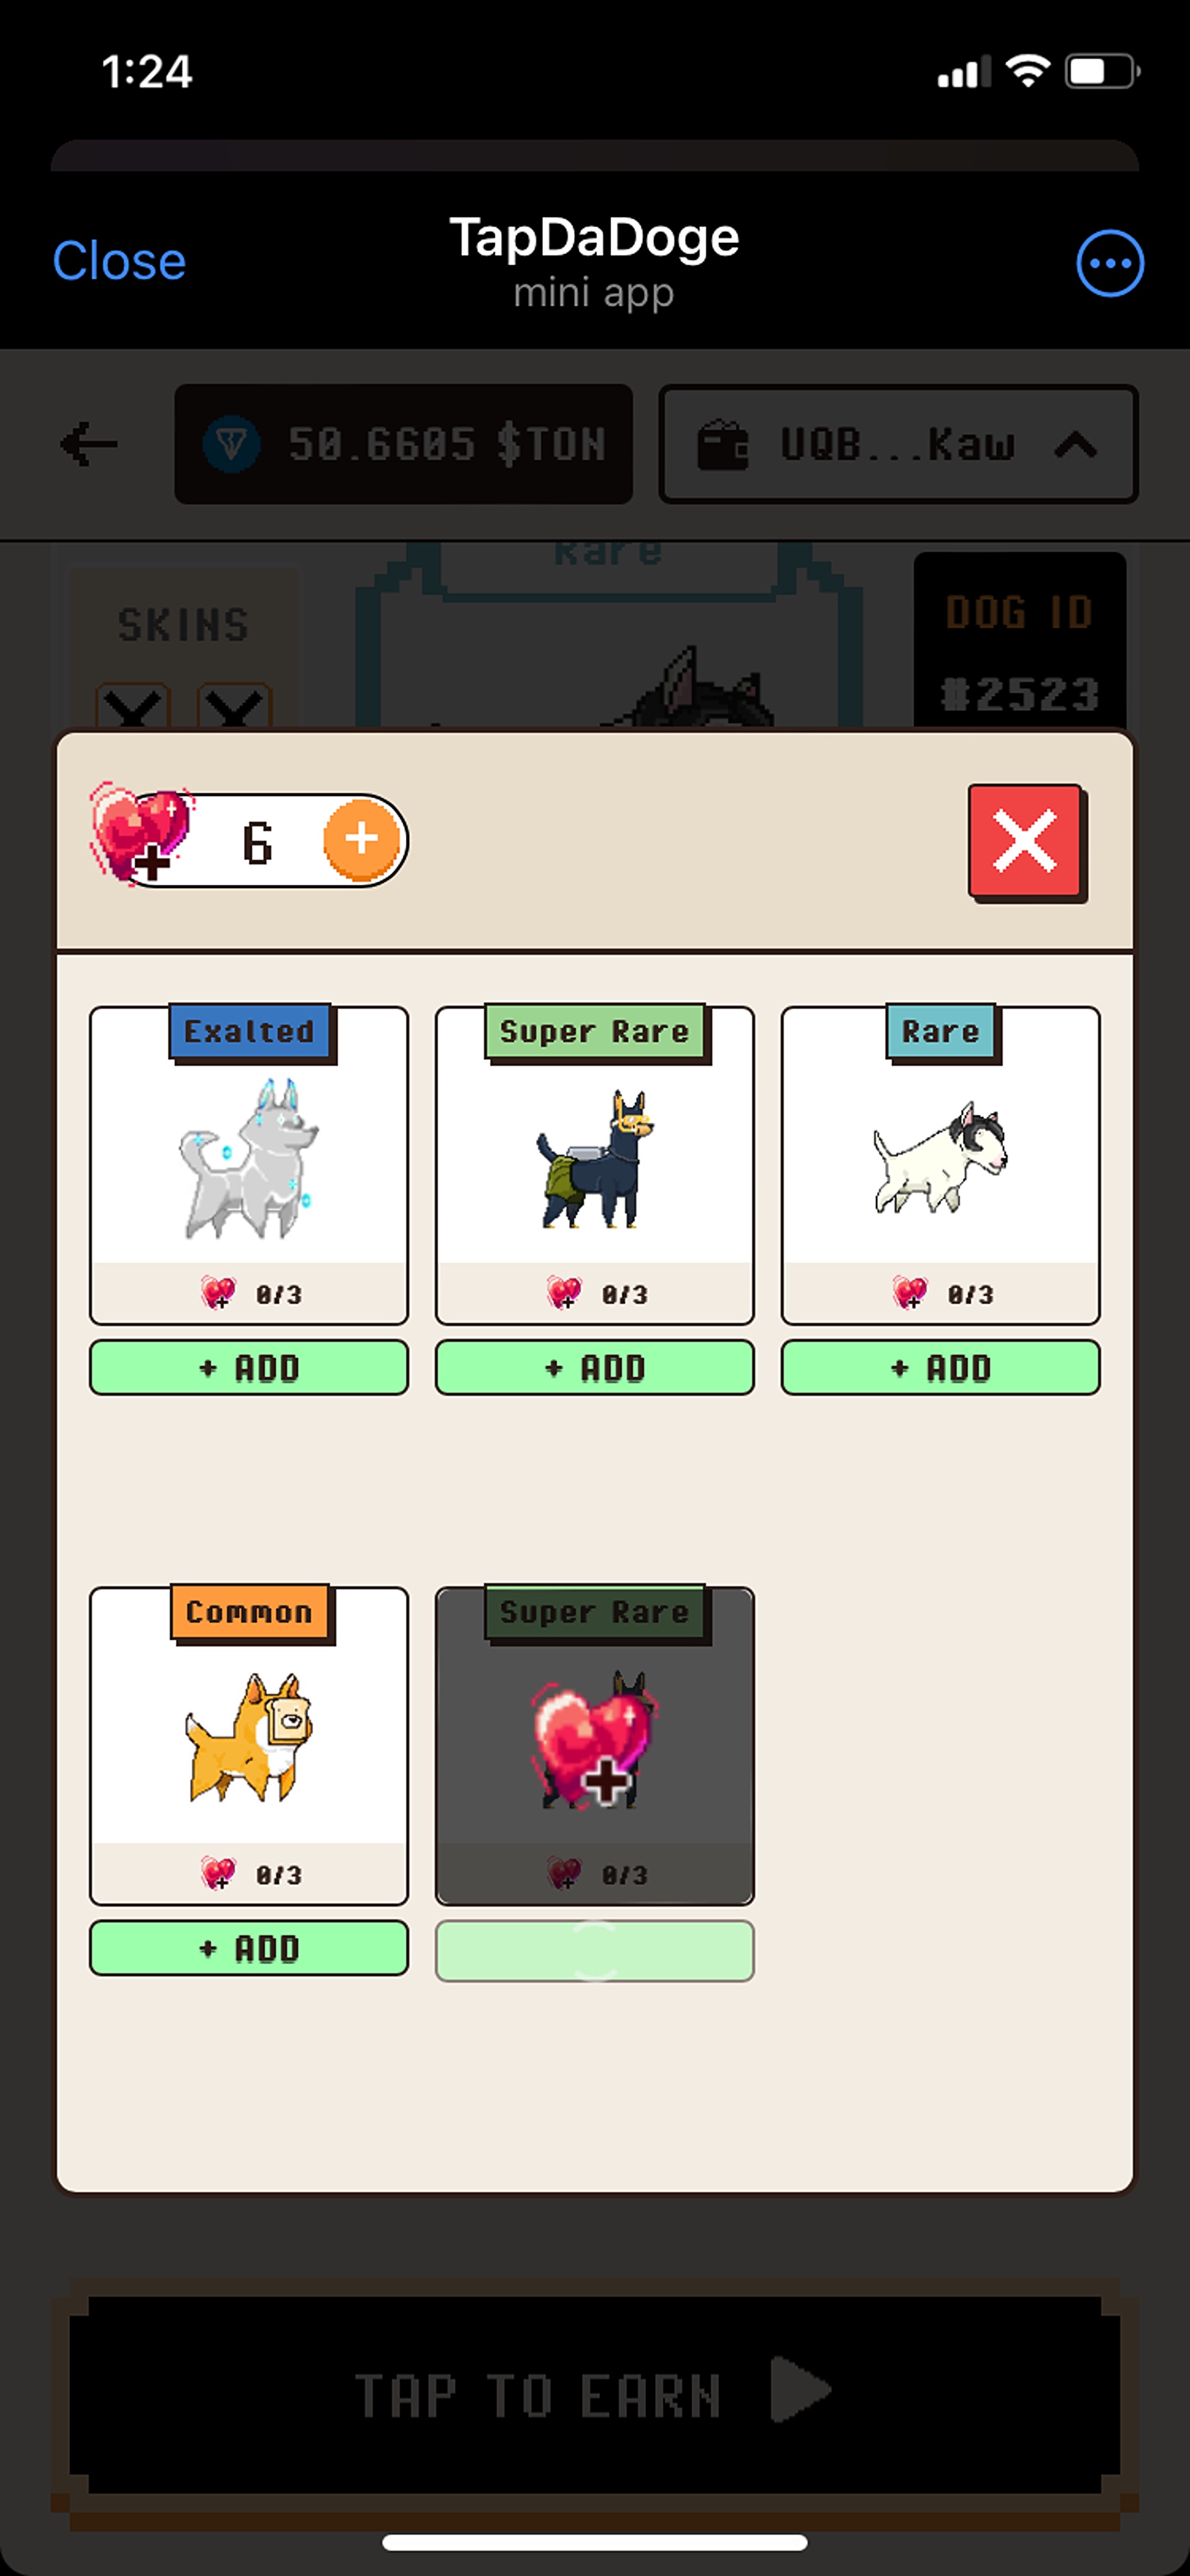 1:24
Close
TapDaDoge
mini app
50.6605 $TON
UQB...Kaw
Rare
SKINS
DOG ID
#2523
6
Exalted
Super Rare
Rare
0/3
0/3
0/3
+ ADD
+ ADD
+ ADD
Common
Super Rare
0/3
0/3
+ ADD
TAP TO EARN